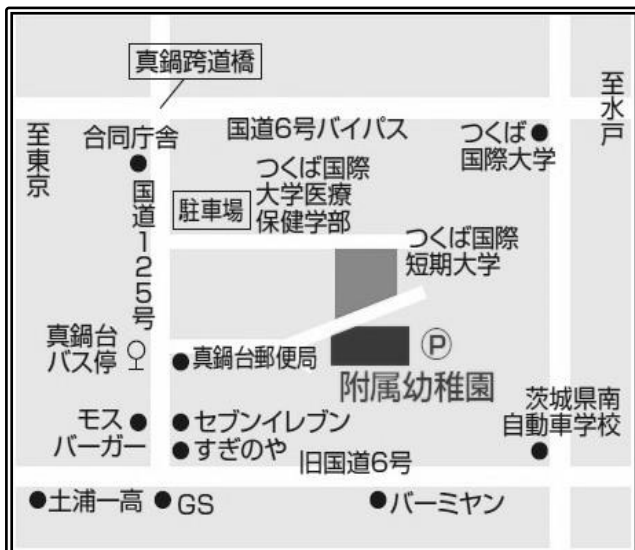 真鍋跨道橋
至水戸
至東京
合同庁舎
国道6号バイパス
つくば
国際大学
つくば国際
大学医療
保健学部
駐車場
国道125号
つくば国際
短期大学
真鍋台
バス停
真鍋台郵便局
P
附属幼稚園
モス
バーガー
セブンイレブン
すぎのや
旧国道6号
茨城県南
自動車学校
土浦一高
GS
バーミヤン